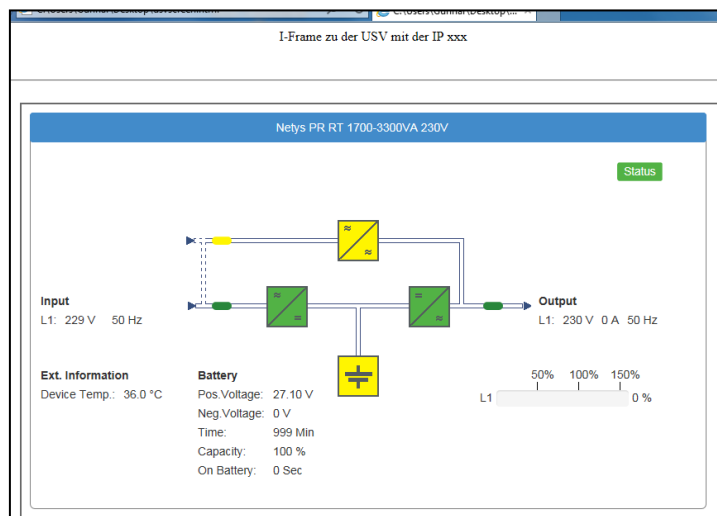 I-Frame zu der USV mit der IP xxx
Netys PR RT 1700-3300VA 230V
Status
Input
L1: 229 V 50 Hz
Output
L1: 230 V 0 A 50 Hz
Ext. Information
Device Temp.: 36.0 °C
Battery
Pos.Voltage: 27.10 V
Neg.Voltage: 0 V
Time: 999 Min
Capacity: 100 %
On Battery: 0 Sec
50% 100% 150%
L1 0 %